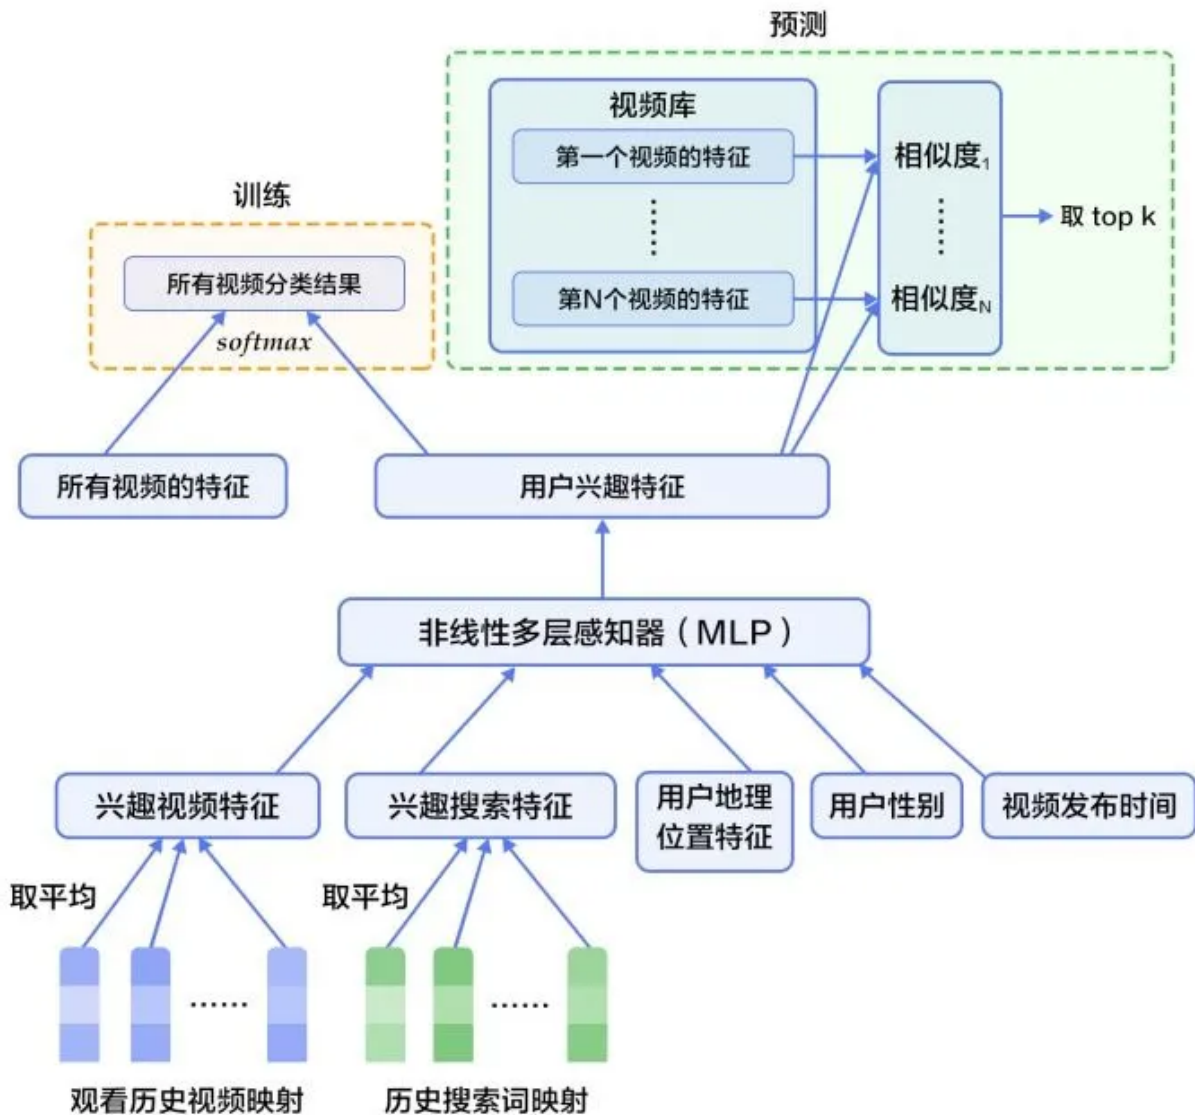 预测
视频库
第一个视频的特征
相似度₁
训练
取 top k
所有视频分类结果
第N个视频的特征
相似度N
softmax
所有视频的特征
用户兴趣特征
非线性多层感知器（MLP）
兴趣视频特征
兴趣搜索特征
用户地理
位置特征
用户性别
视频发布时间
取平均
取平均
……
……
观看历史视频映射
历史搜索词映射